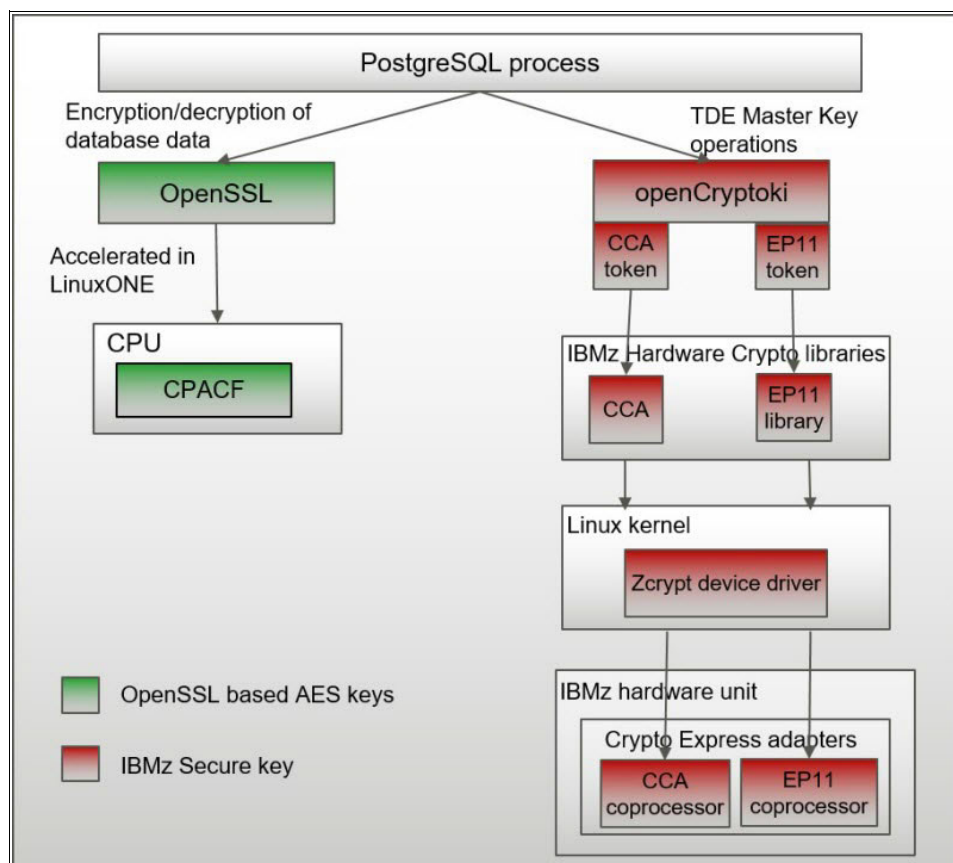 PostgreSQL process
Encryption/decryption of
database data
TDE Master Key
operations
OpenSSL
openCryptoki
CCA
token
EP11
token
Accelerated in
LinuxONE
CPU
CPACF
IBMz Hardware Crypto libraries
CCA
EP11
library
Linux kernel
Zcrypt device driver
IBMz hardware unit
Crypto Express adapters
CCA
coprocessor
EP11
coprocessor
OpenSSL based AES keys
IBMz Secure key